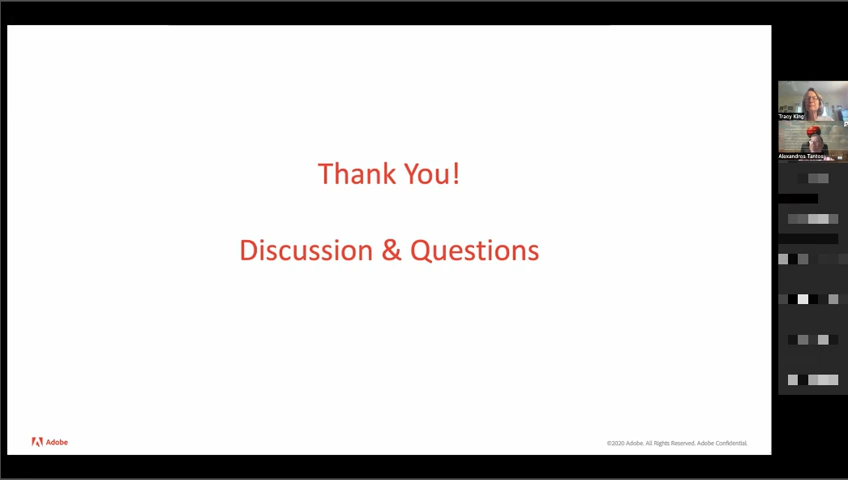 Thank You!
Discussion & Questions
Adobe
©2020 Adobe. All Rights Reserved. Adobe Confidential.
Tracy King
Alexandros Tantos